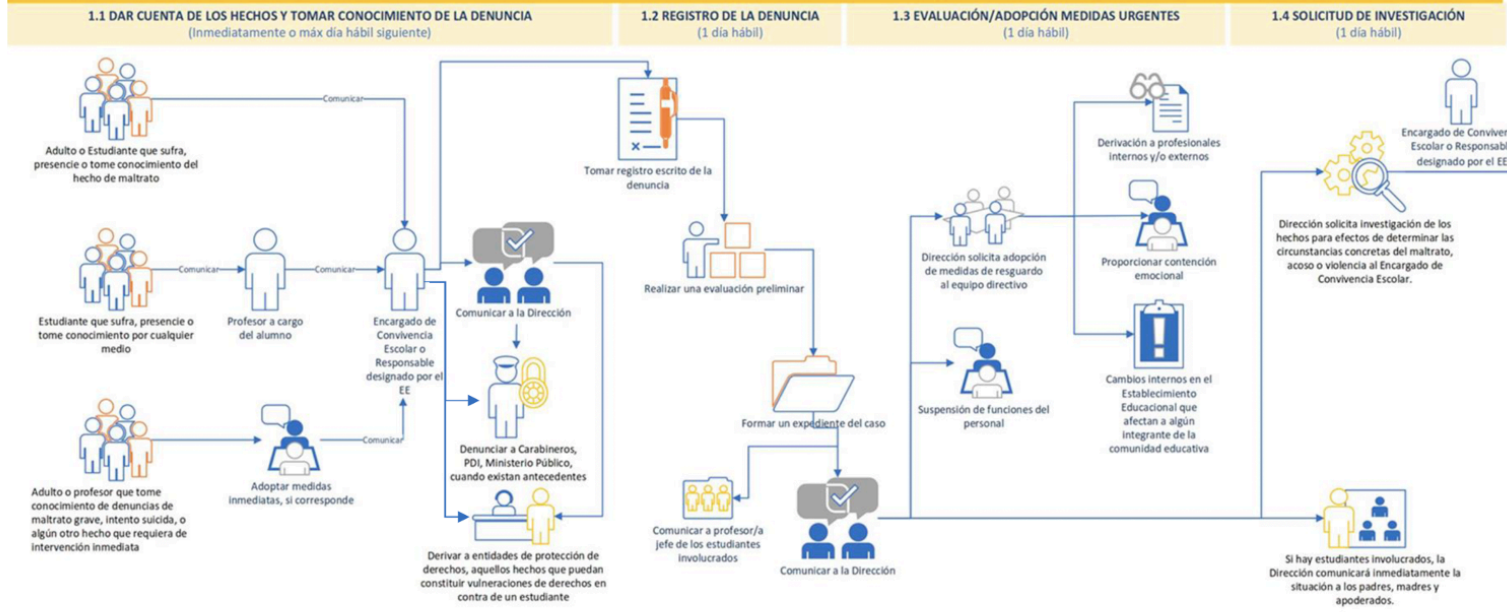 1.1 DAR CUENTA DE LOS HECHOS Y TOMAR CONOCIMIENTO DE LA DENUNCIA
(Inmediatamente o máx día hábil siguiente)
Comunicar
Adulto o Estudiante que sufra,
presencie o tome conocimiento del
hecho de maltrato
Comunicar
Comunicar
Estudiante que sufra, presencie o
tome conocimiento por cualquier
medio
Profesor a cargo
del alumno
Encargado de
Convivencia
Escolar o
Responsable
designado por el
EE
Comunicar a la Dirección
Denunciar a Carabineros,
PDI, Ministerio Público,
cuando existan antecedentes
Comunicar
Adulto o profesor que tome
conocimiento de denuncias de
maltrato grave, intento suicida, o
algún otro hecho que requiera de
intervención inmediata
Adoptar medidas
inmediatas, si corresponde
Derivar a entidades de protección de
derechos, aquellos hechos que puedan
constituir vulneraciones de derechos en
contra de un estudiante
1.2 REGISTRO DE LA DENUNCIA
(1 día hábil)
Tomar registro escrito de la
denuncia
Realizar una evaluación preliminar
Formar un expediente del caso
Comunicar a profesor/a
jefe de los estudiantes
involucrados
Comunicar a la Dirección
1.3 EVALUACIÓN/ADOPCIÓN MEDIDAS URGENTES
(1 día hábil)
Derivación a profesionales
internos y/o externos
Dirección solicita adopción
de medidas de resguardo
al equipo directivo
Proporcionar contención
emocional
Suspensión de funciones del
personal
Cambios internos en el
Establecimiento
Educacional que
afectan a algún
integrante de la
comunidad educativa
1.4 SOLICITUD DE INVESTIGACIÓN
(1 día hábil)
Encargado de Conviven
Escolar o Responsabl
designado por el EE
Dirección solicita investigación de los
hechos para efectos de determinar las
circunstancias concretas del maltrato,
acoso o violencia al Encargado de
Convivencia Escolar.
Si hay estudiantes involucrados, la
Dirección comunicará inmediatamente la
situación a los padres, madres y
apoderados.